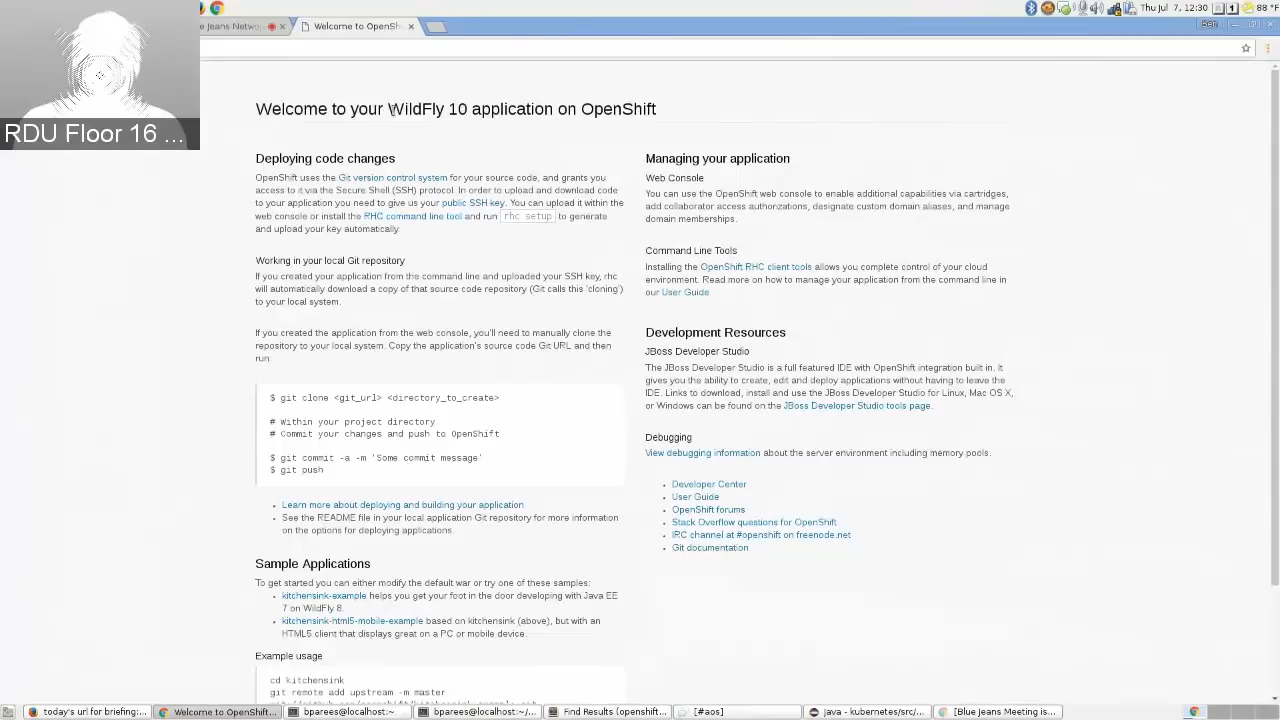 e Jeans Netwo
Welcome to OpenSh
Ben
Thu Jul 7, 12:30
88 °F
RDU Floor 16 ...
Welcome to your WildFly 10 application on OpenShift
Deploying code changes
OpenShift uses the Git version control system for your source code, and grants you
access to it via the Secure Shell (SSH) protocol. In order to upload and download code
to your application you need to give us your public SSH key. You can upload it within the
web console or install the RHC command line tool and run rhc setup to generate
and upload your key automatically.
Working in your local Git repository
If you created your application from the command line and uploaded your SSH key, rhc
will automatically download a copy of that source code repository (Git calls this 'cloning')
to your local system.
If you created the application from the web console, you'll need to manually clone the
repository to your local system. Copy the application's source code Git URL and then
run:
$ git clone <git_url> <directory_to_create>
# Within your project directory
# Commit your changes and push to OpenShift
$ git commit -a -m 'Some commit message'
$ git push
Learn more about deploying and building your application
See the README file in your local application Git repository for more information
on the options for deploying applications.
Sample Applications
To get started you can either modify the default war or try one of these samples:
kitchensink-example helps you get your foot in the door developing with Java EE
7 on WildFly 8.
kitchensink-html5-mobile-example based on kitchensink (above), but with an
HTML5 client that displays great on a PC or mobile device.
Example usage
cd kitchensink
git remote add upstream -m master
Managing your application
Web Console
You can use the OpenShift web console to enable additional capabilities via cartridges,
add collaborator access authorizations, designate custom domain aliases, and manage
domain memberships.
Command Line Tools
Installing the OpenShift RHC client tools allows you complete control of your cloud
environment. Read more on how to manage your application from the command line in
our User Guide
Development Resources
JBoss Developer Studio
The JBoss Developer Studio is a full featured IDE with OpenShift integration built in. It
gives you the ability to create, edit and deploy applications without having to leave the
IDE. Links to download, install and use the JBoss Developer Studio for Linux, Mac OS X,
or Windows can be found on the JBoss Developer Studio tools page.
Debugging
View debugging information about the server environment including memory pools.
Developer Center
User Guide
OpenShift forums
Stack Overflow questions for OpenShift
IRC channel at #openshift on freenode.net
Git documentation
today's url for briefing:...
Welcome to OpenShift...
bparees@localhost:~
bparees@localhost:~/...
Find Results (openshift...
[#aos]
Java - kubernetes/src/...
[Blue Jeans Meeting is...